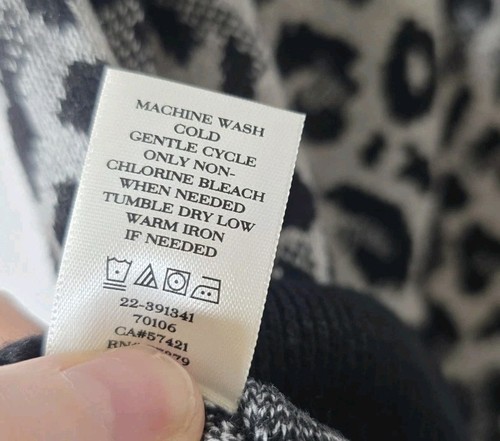 MACHINE WASH
COLD
GENTLE CYCLE
ONLY NON-
CHLORINE BLEACH
WHEN NEEDED
TUMBLE DRY LOW
WARM IRON
IF NEEDED
22-391341
70106
CA#57421